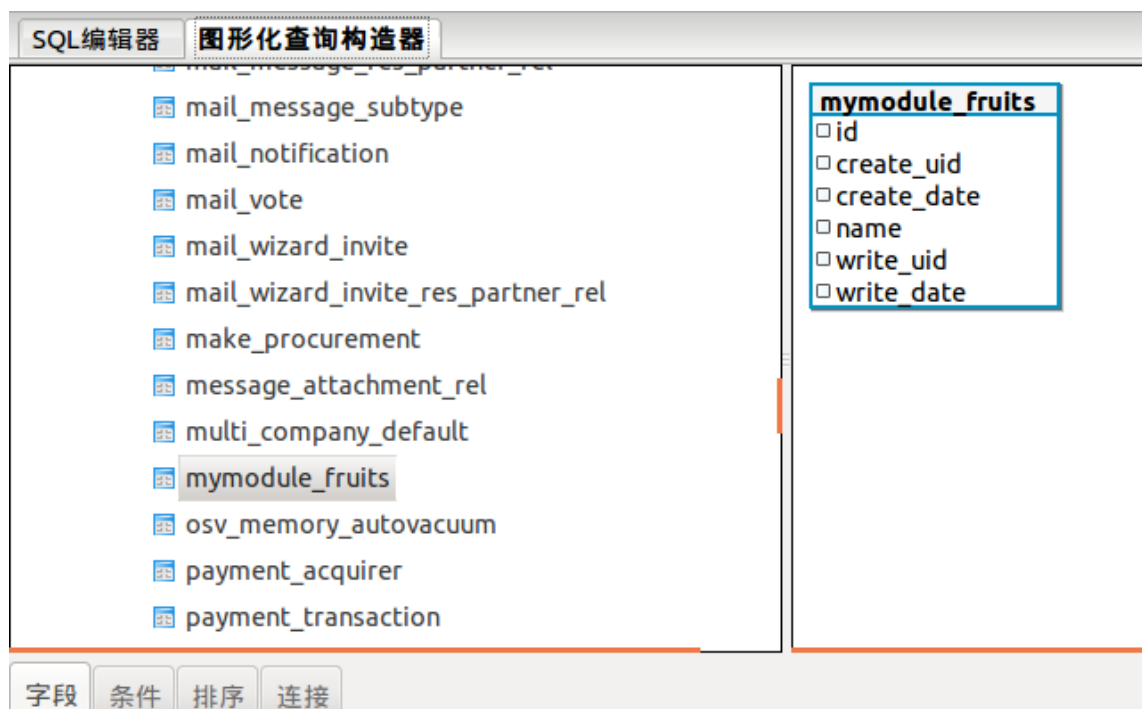 SQL编辑器 图形化查询构造器
mail_message_res_partner_rel
mail_message_subtype
mail_notification
mail_vote
mail_wizard_invite
mail_wizard_invite_res_partner_rel
make_procurement
message_attachment_rel
multi_company_default
mymodule_fruits
osv_memory_autovacuum
payment_acquirer
payment_transaction
mymodule_fruits
id
create_uid
create_date
name
write_uid
write_date
字段 条件 排序 连接